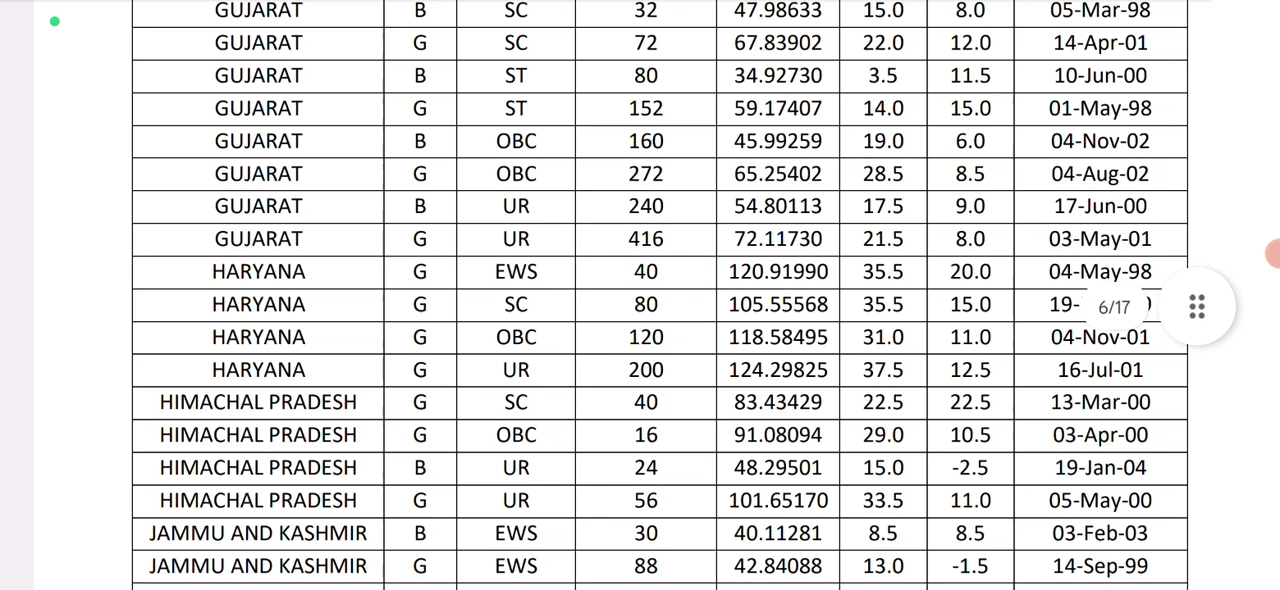 GUJARAT B SC 32 47.98633 15.0 8.0 05-Mar-98
GUJARAT G SC 72 67.83902 22.0 12.0 14-Apr-01
GUJARAT B ST 80 34.92730 3.5 11.5 10-Jun-00
GUJARAT G ST 152 59.17407 14.0 15.0 01-May-98
GUJARAT B OBC 160 45.99259 19.0 6.0 04-Nov-02
GUJARAT G OBC 272 65.25402 28.5 8.5 04-Aug-02
GUJARAT B UR 240 54.80113 17.5 9.0 17-Jun-00
GUJARAT G UR 416 72.11730 21.5 8.0 03-May-01
HARYANA G EWS 40 120.91990 35.5 20.0 04-May-98
HARYANA G SC 80 105.55568 35.5 15.0 19-
6/17
HARYANA G OBC 120 118.58495 31.0 11.0 04-Nov-01
HARYANA G UR 200 124.29825 37.5 12.5 16-Jul-01
HIMACHAL PRADESH G SC 40 83.43429 22.5 22.5 13-Mar-00
HIMACHAL PRADESH G OBC 16 91.08094 29.0 10.5 03-Apr-00
HIMACHAL PRADESH B UR 24 48.29501 15.0 -2.5 19-Jan-04
HIMACHAL PRADESH G UR 56 101.65170 33.5 11.0 05-May-00
JAMMU AND KASHMIR B EWS 30 40.11281 8.5 8.5 03-Feb-03
JAMMU AND KASHMIR G EWS 88 42.84088 13.0 -1.5 14-Sep-99